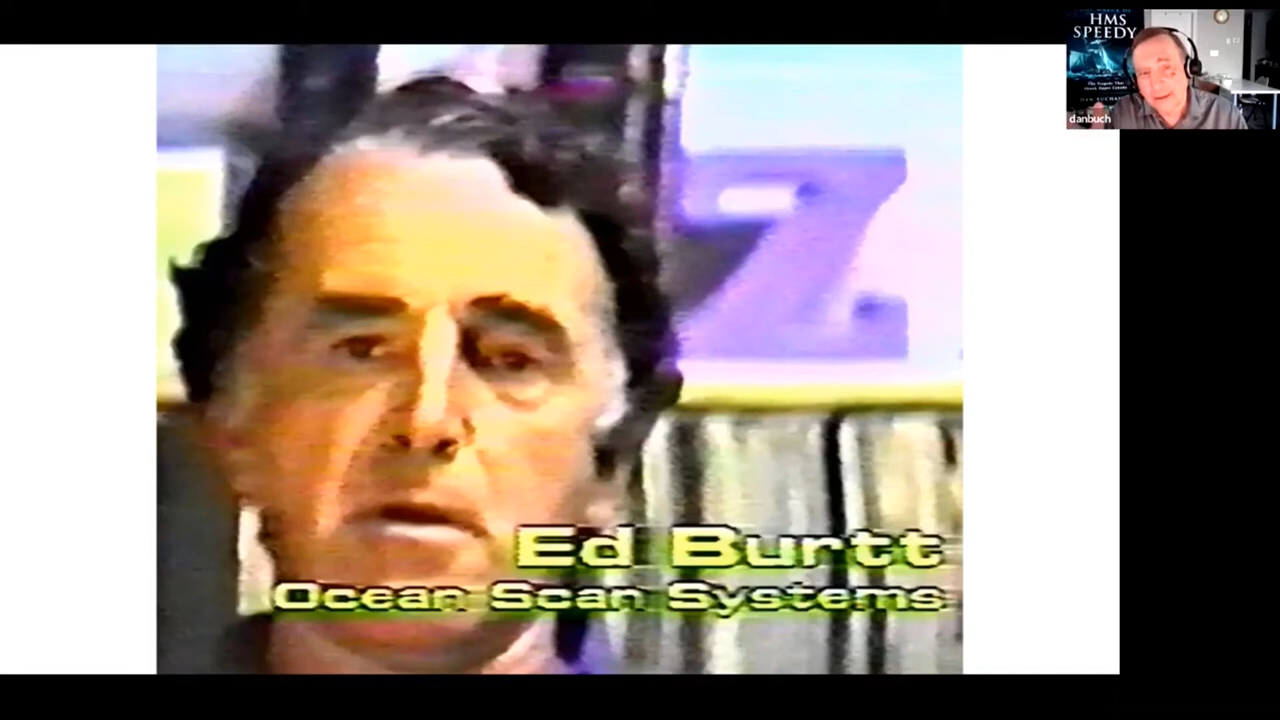 HMS
SPEEDY
danbuch
Z
Ed Burtt
Ocean Scan Systems